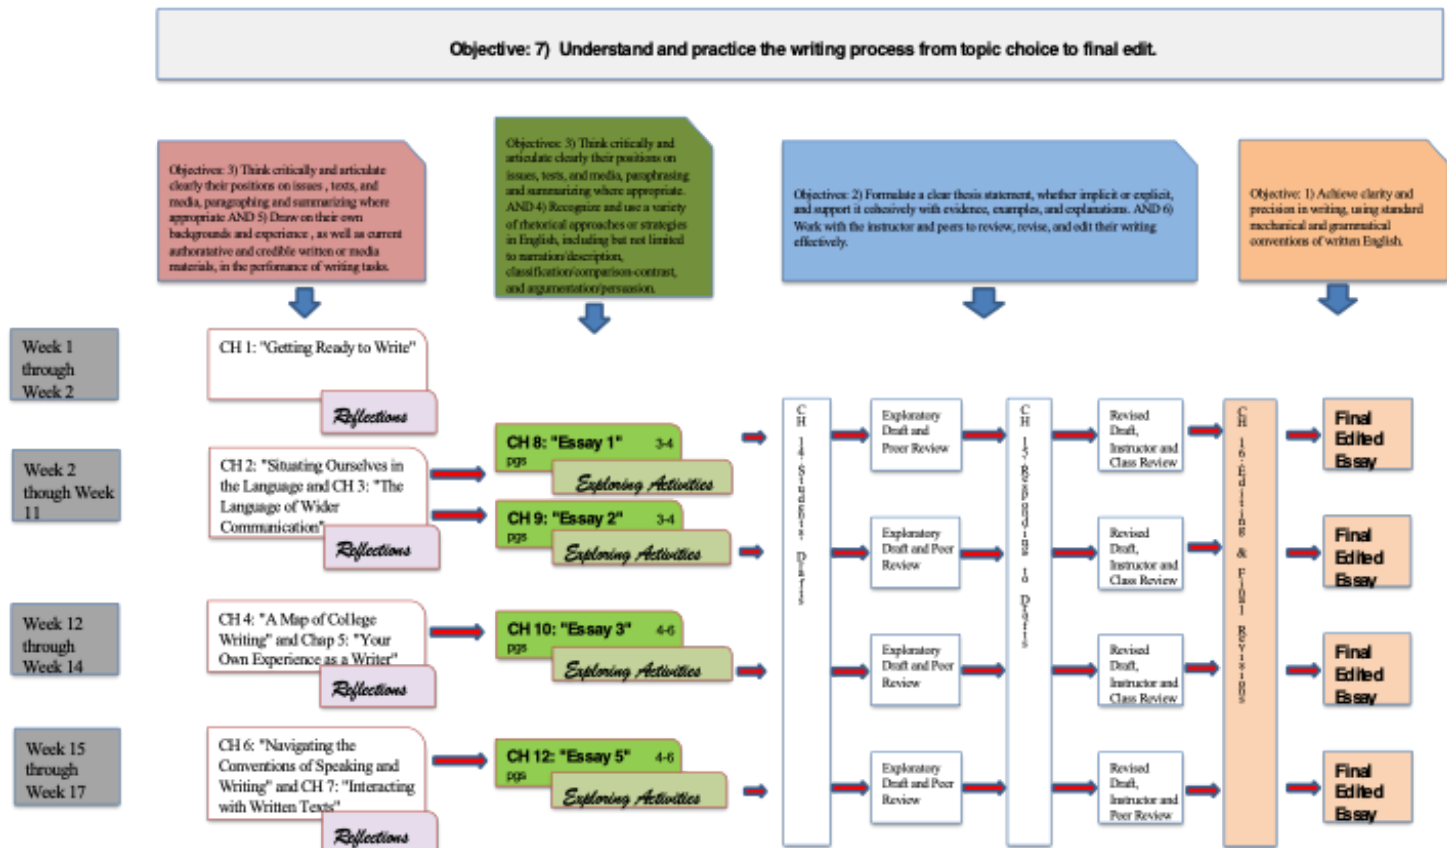 Objective: 7) Understand and practice the writing process from topic choice to final edit.
Objectives: 3) Think critically and articulate
clearly their positions on issues , texts, and
media, paragraphing and summarizing where
appropriate AND 5) Draw on their own
backgrounds and experience , as well as current
authoratative and credible written or media
materials, in the perfomance of writing tasks.
Objectives: 3) Think critically and
articulate clearly their positions on
issues, tests, and media, paraphrasing
and summarizing where appropriate.
AND 4) Recognize and use a variety
of rhetorical approaches or strategies
in English, including but not limited
to narration/description,
classification/comparison-contrast,
and argumentation/persuasion.
Objectives: 2) Formulate a clear thesis statement, whether implicit or explicit,
and support it cohesively with evidence, examples, and explanations. AND 6)
Work with the instructor and peers to review, revise, and edit their writing
effectively.
Objective: 1) Achieve clarity and
precision in writing, using standard
mechanical and grammatical
conventions of written English.
Week 1
through
Week 2
CH 1: "Getting Ready to Write"
Reflections
Week 2
though Week
11
CH 2: "Situating Ourselves in
the Language and CH 3: "The
Language of Wider
Communication"
Reflections
CH 8: "Essay 1" 3-4
pgs
Exploring Activities
CH 9: "Essay 2" 3-4
pgs
Exploring Activities
Week 12
through
Week 14
CH 4: "A Map of College
Writing" and Chap 5: "Your
Own Experience as a Writer"
Reflections
CH 10: "Essay 3" 4-6
pgs
Exploring Activities
Week 15
through
Week 17
CH 6: "Navigating the
Conventions of Speaking and
Writing" and CH 7: "Interacting
with Written Texts"
Reflections
CH 12: "Essay 5" 4-6
pgs
Exploring Activities
CH 14-Students' Drafts
Exploratory
Draft and
Peer Review
Exploratory
Draft and Peer
Review
Exploratory
Draft and Peer
Review
Exploratory
Draft and Peer
Review
CH 15-Responding to Drafts
Revised
Draft,
Instructor and
Class Review
Revised
Draft,
Instructor and
Class Review
Revised
Draft,
Instructor and
Class Review
Revised
Draft,
Instructor and
Peer Review
CH 16-Editing & Final Revisions
Final
Edited
Essay
Final
Edited
Essay
Final
Edited
Essay
Final
Edited
Essay